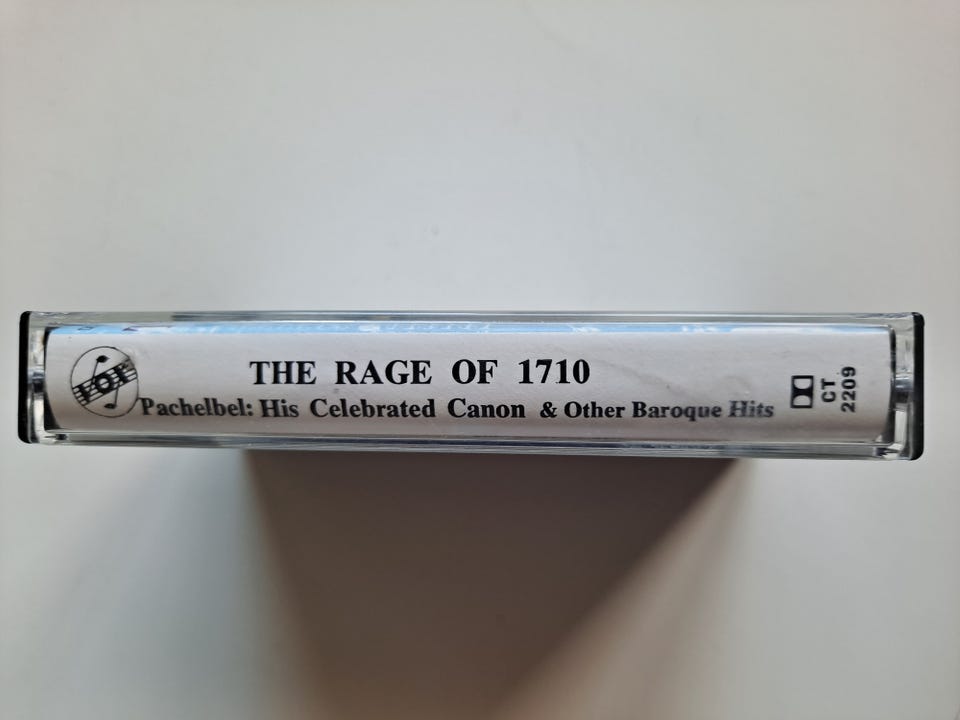 THE RAGE OF 1710
Pachelbel: His Celebrated Canon & Other Baroque Hits
CT
2209